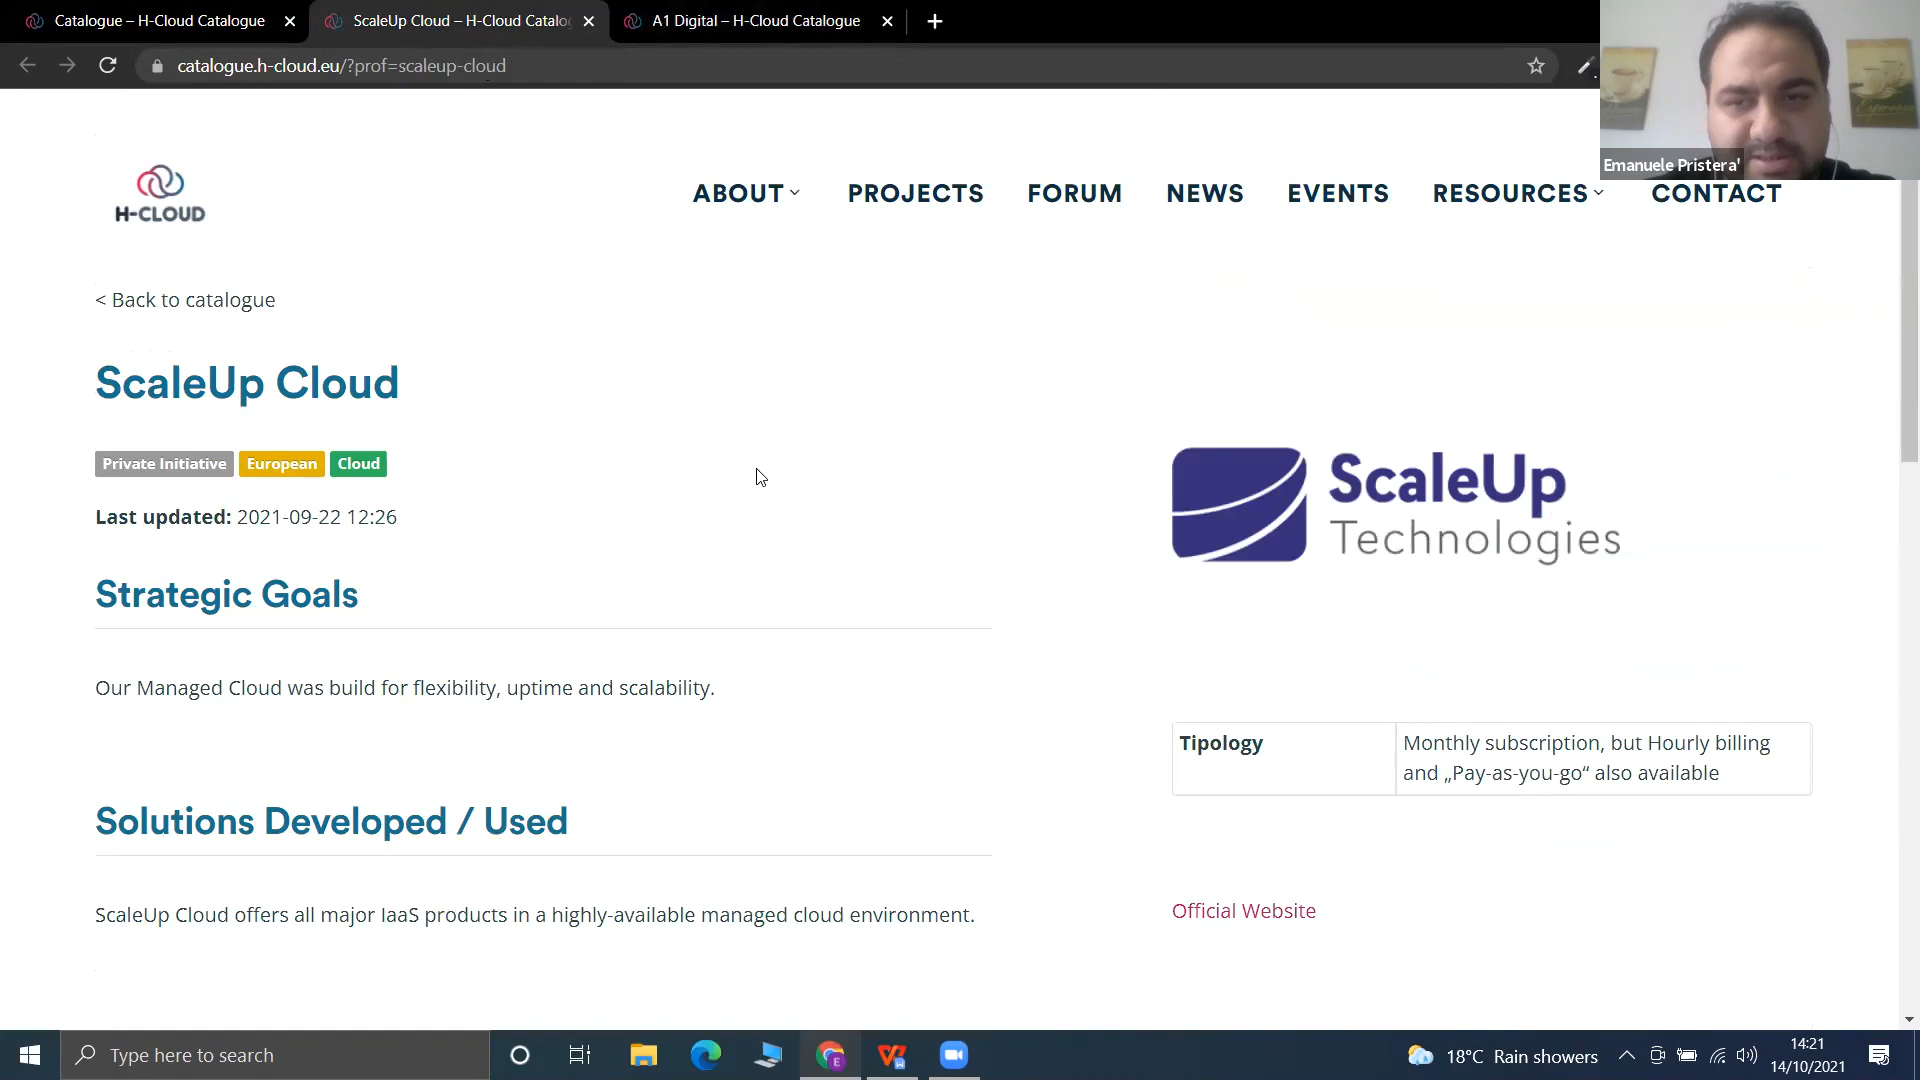 Catalogue – H-Cloud Catalogue
ScaleUp Cloud – H-Cloud Catalo
A1 Digital – H-Cloud Catalogue
catalogue.h-cloud.eu/?prof=scaleup-cloud
Emanuele Pristera'
H-CLOUD
ABOUT
PROJECTS
FORUM
NEWS
EVENTS
RESOURCES
CONTACT
< Back to catalogue
ScaleUp Cloud
Private Initiative European Cloud
Last updated: 2021-09-22 12:26
Strategic Goals
Our Managed Cloud was build for flexibility, uptime and scalability.
Solutions Developed / Used
ScaleUp Cloud offers all major IaaS products in a highly-available managed cloud environment.
ScaleUp
Technologies
Tipology
Monthly subscription, but Hourly billing
and „Pay-as-you-go“ also available
Official Website
Type here to search
18°C Rain showers
14:21
14/10/2021